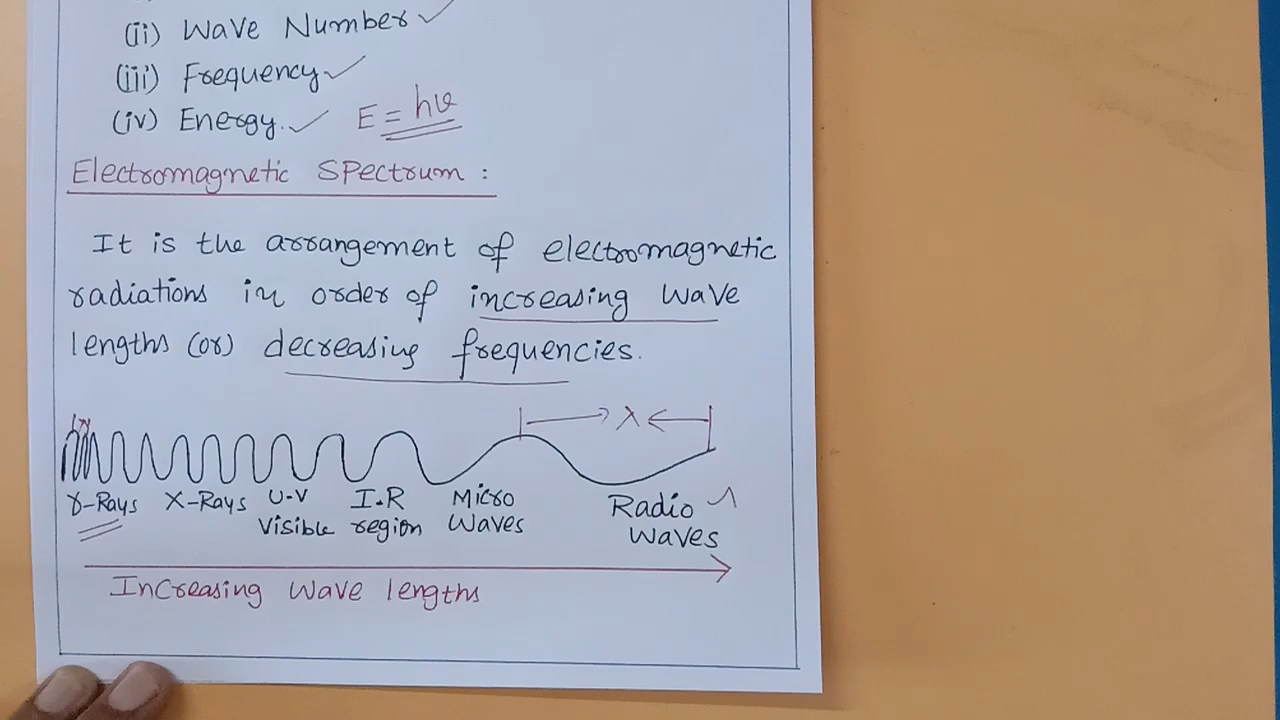 (ii) Wave Number ✓
(iii) Frequency ✓
(iv) Energy. ✓ E = hυ
Electromagnetic Spectrum :
It is the arrangement of electromagnetic
radiations in order of increasing wave
lengths (or) decreasing frequencies.
λ
γ-Rays X-Rays U-V Visible I.R region Micro Waves Radio Waves
Increasing Wave lengths